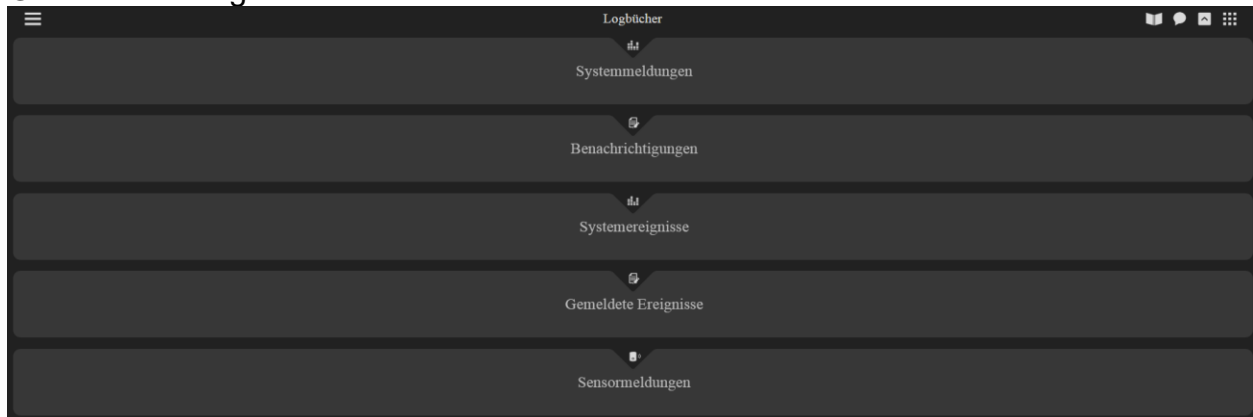 Logbücher
Systemmeldungen
Benachrichtigungen
Systemereignisse
Gemeldete Ereignisse
Sensormeldungen